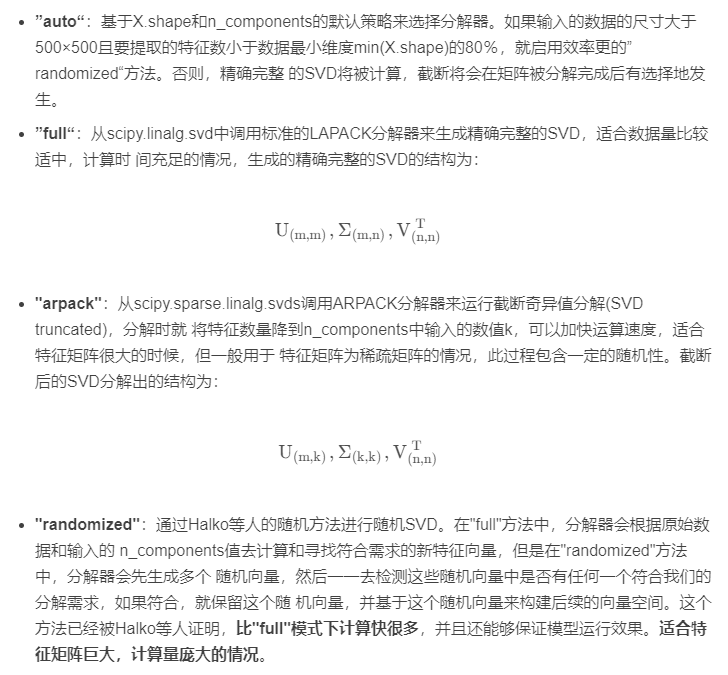 • ”auto“：基于X.shape和n_components的默认策略来选择分解器。如果输入的数据的尺寸大于
500×500且要提取的特征数小于数据最小维度min(X.shape)的80%，就启用效率更的”
randomized“方法。否则，精确完整 的SVD将被计算，截断将会在矩阵被分解完成后有选择地发
生。
• ”full“：从scipy.linalg.svd中调用标准的LAPACK分解器来生成精确完整的SVD，适合数据量比较
适中，计算时 间充足的情况，生成的精确完整的SVD的结构为：
U(m,m) , Σ(m,n) , V(n,n)^T
• "arpack"：从scipy.sparse.linalg.svds调用ARPACK分解器来运行截断奇异值分解(SVD
truncated)，分解时就 将特征数量降到n_components中输入的数值k，可以加快运算速度，适合
特征矩阵很大的时候，但一般用于 特征矩阵为稀疏矩阵的情况，此过程包含一定的随机性。截断
后的SVD分解出的结构为：
U(m,k) , Σ(k,k) , V(n,n)^T
• "randomized"：通过Halko等人的随机方法进行随机SVD。在"full"方法中，分解器会根据原始数
据和输入的 n_components值去计算和寻找符合需求的新特征向量，但是在"randomized"方法
中，分解器会先生成多个 随机向量，然后一一去检测这些随机向量中是否有任何一个符合我们的
分解需求，如果符合，就保留这个随 机向量，并基于这个随机向量来构建后续的向量空间。这个
方法已经被Halko等人证明，比"full"模式下计算快很多，并且还能够保证模型运行效果。适合特
征矩阵巨大，计算量庞大的情况。